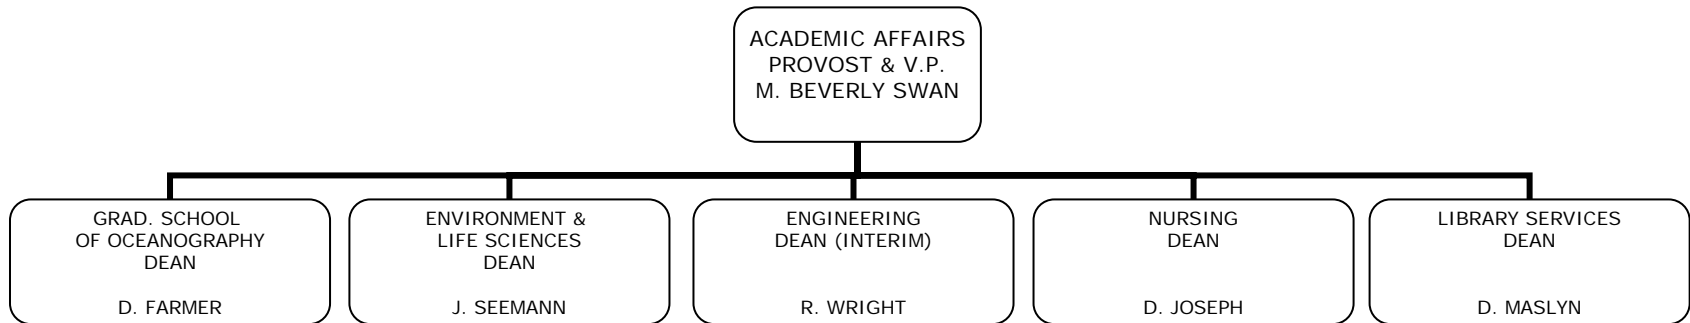 ACADEMIC AFFAIRS
PROVOST & V.P.
M. BEVERLY SWAN
GRAD. SCHOOL
OF OCEANOGRAPHY
DEAN
D. FARMER
ENVIRONMENT &
LIFE SCIENCES
DEAN
J. SEEMANN
ENGINEERING
DEAN (INTERIM)
R. WRIGHT
NURSING
DEAN
D. JOSEPH
LIBRARY SERVICES
DEAN
D. MASLYN